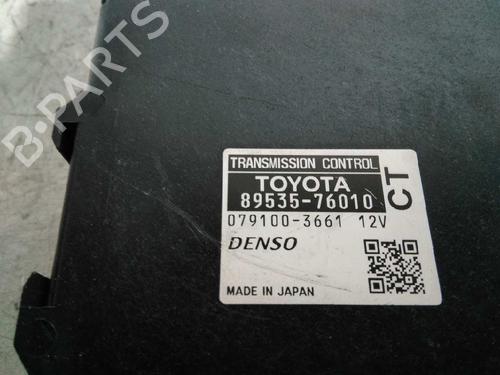 B-PARTS
TRANSMISSION CONTROL
TOYOTA
89535-76010
CT
079100-3661 12V
DENSO
MADE IN JAPAN